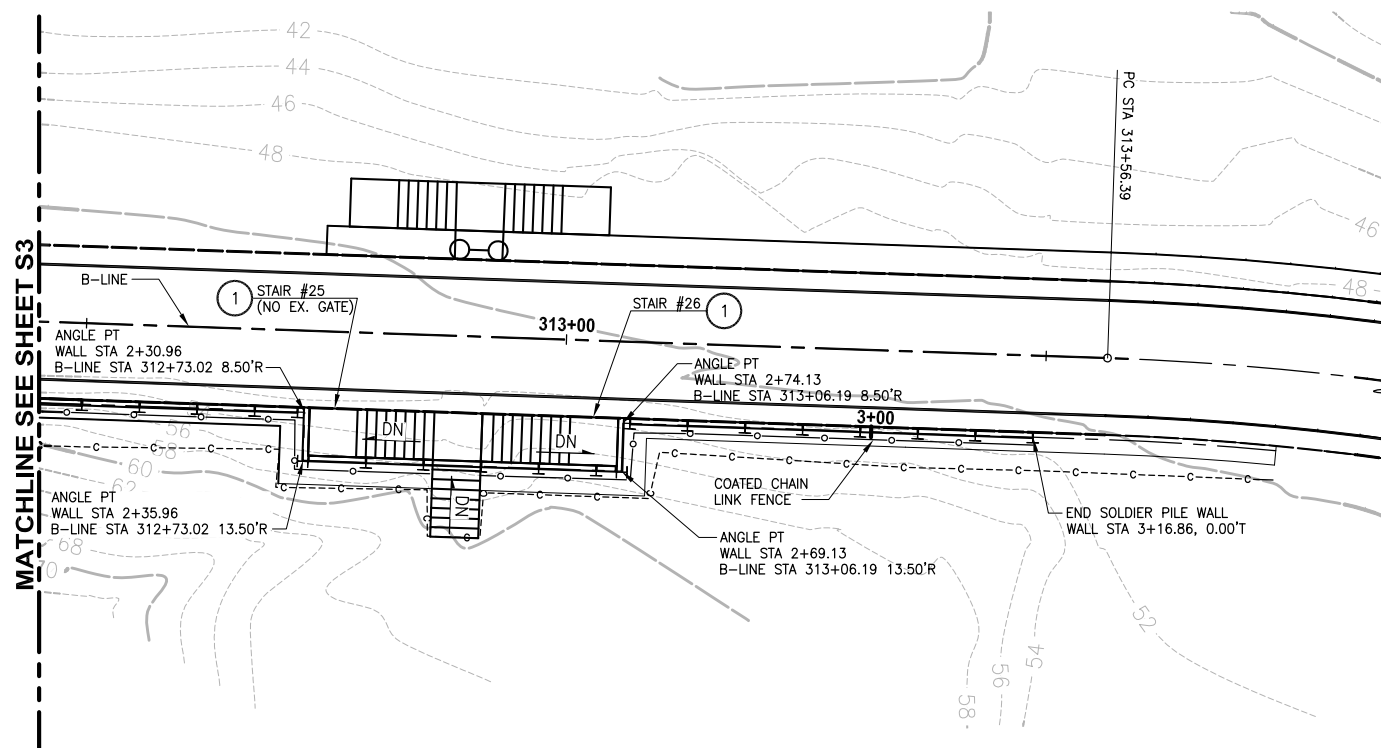 MATCHLINE SEE SHEET S3
42
44
46
48
PC STA 313+56.39
46
48
B-LINE
1
STAIR #25
(NO EX. GATE)
313+00
STAIR #26
1
ANGLE PT
WALL STA 2+30.96
B-LINE STA 312+73.02 8.50'R
ANGLE PT
WALL STA 2+74.13
B-LINE STA 313+06.19 8.50'R
3+00
DN
DN
DN
56
58
60
62
ANGLE PT
WALL STA 2+35.96
B-LINE STA 312+73.02 13.50'R
68
70
COATED CHAIN
LINK FENCE
END SOLDIER PILE WALL
WALL STA 3+16.86, 0.00'T
ANGLE PT
WALL STA 2+69.13
B-LINE STA 313+06.19 13.50'R
52
54
56
58